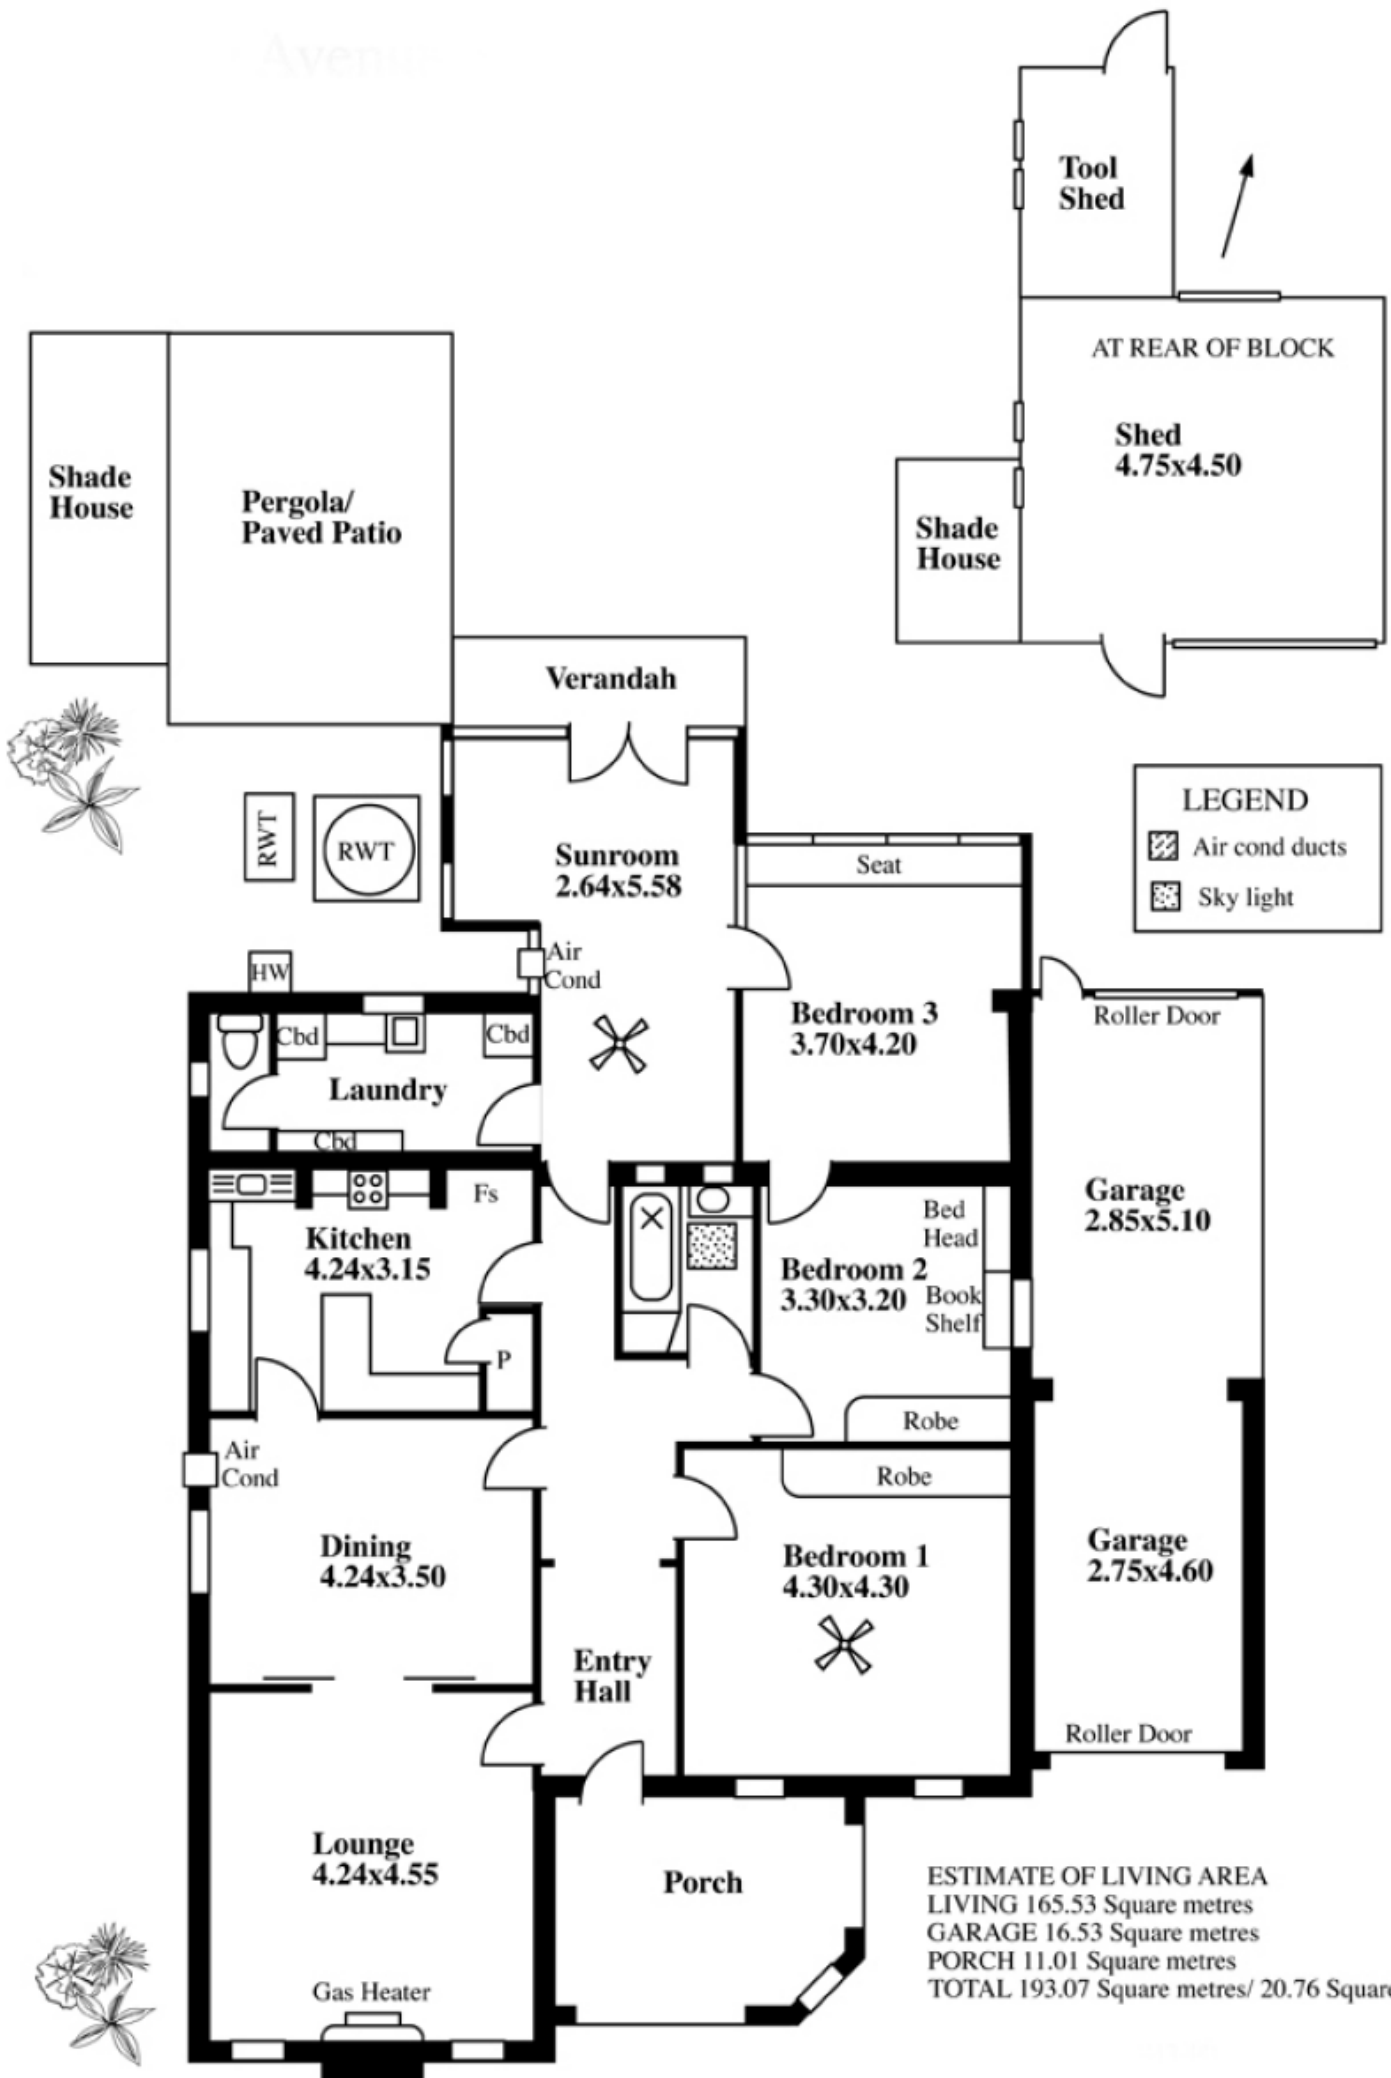 Avenue
Tool
Shed
AT REAR OF BLOCK
Shed
4.75x4.50
Shade
House
Shade
House
Pergola/
Paved Patio
Verandah
LEGEND
Air cond ducts
Sky light
RWT
RWT
Sunroom
2.64x5.58
Seat
HW
Air
Cond
Bedroom 3
3.70x4.20
Roller Door
Cbd
Cbd
Laundry
Cbd
Fs
Kitchen
4.24x3.15
P
Bed
Head
Bedroom 2
3.30x3.20
Book
Shelf
Robe
Garage
2.85x5.10
Air
Cond
Robe
Dining
4.24x3.50
Bedroom 1
4.30x4.30
Garage
2.75x4.60
Entry
Hall
Roller Door
Lounge
4.24x4.55
Porch
Gas Heater
ESTIMATE OF LIVING AREA
LIVING 165.53 Square metres
GARAGE 16.53 Square metres
PORCH 11.01 Square metres
TOTAL 193.07 Square metres/ 20.76 Square